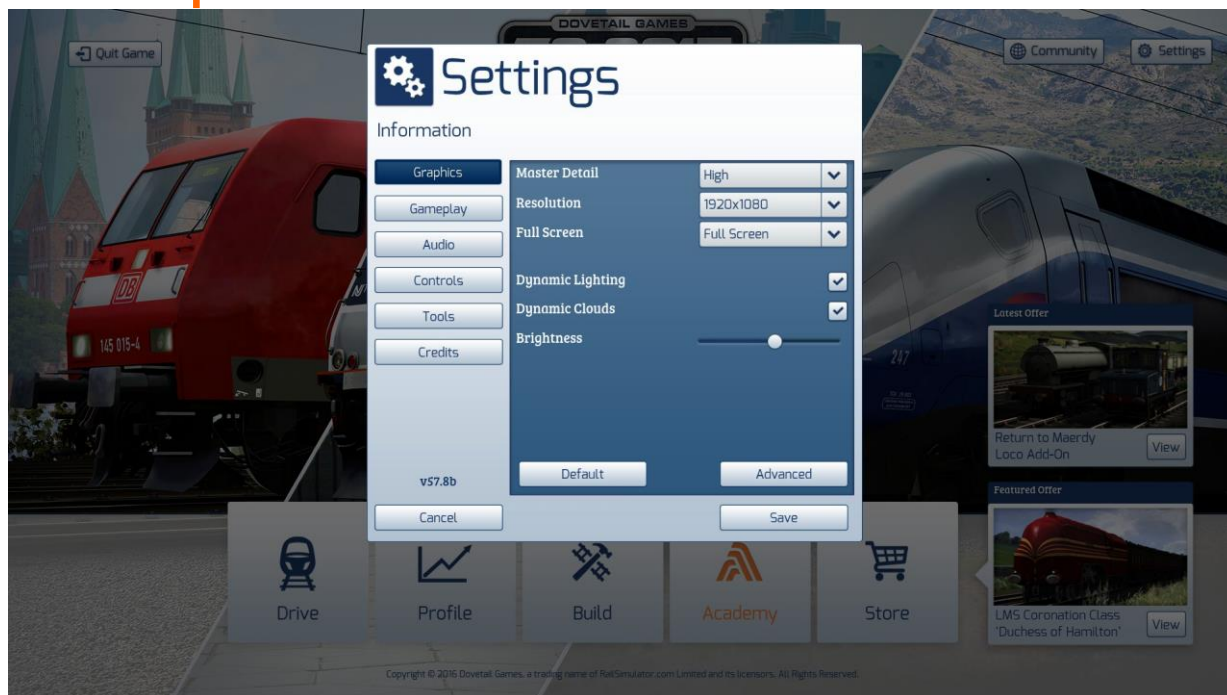 DOVETAIL GAMES
Quit Game
Community
Settings
Settings
Information
Graphics
Gameplay
Audio
Controls
Tools
Credits
v57.8b
Cancel
Master Detail
High
Resolution
1920x1080
Full Screen
Full Screen
Dynamic Lighting
Dynamic Clouds
Brightness
Default
Advanced
Save
DB
145 015-4
247
Latest Offer
Return to Maerdy
Loco Add-On
View
Featured Offer
LMS Coronation Class
'Duchess of Hamilton'
View
Drive
Profile
Build
Academy
Store
Copyright © 2016 Dovetail Games, a trading name of RailSimulator.com Limited and its licensors. All Rights Reserved.